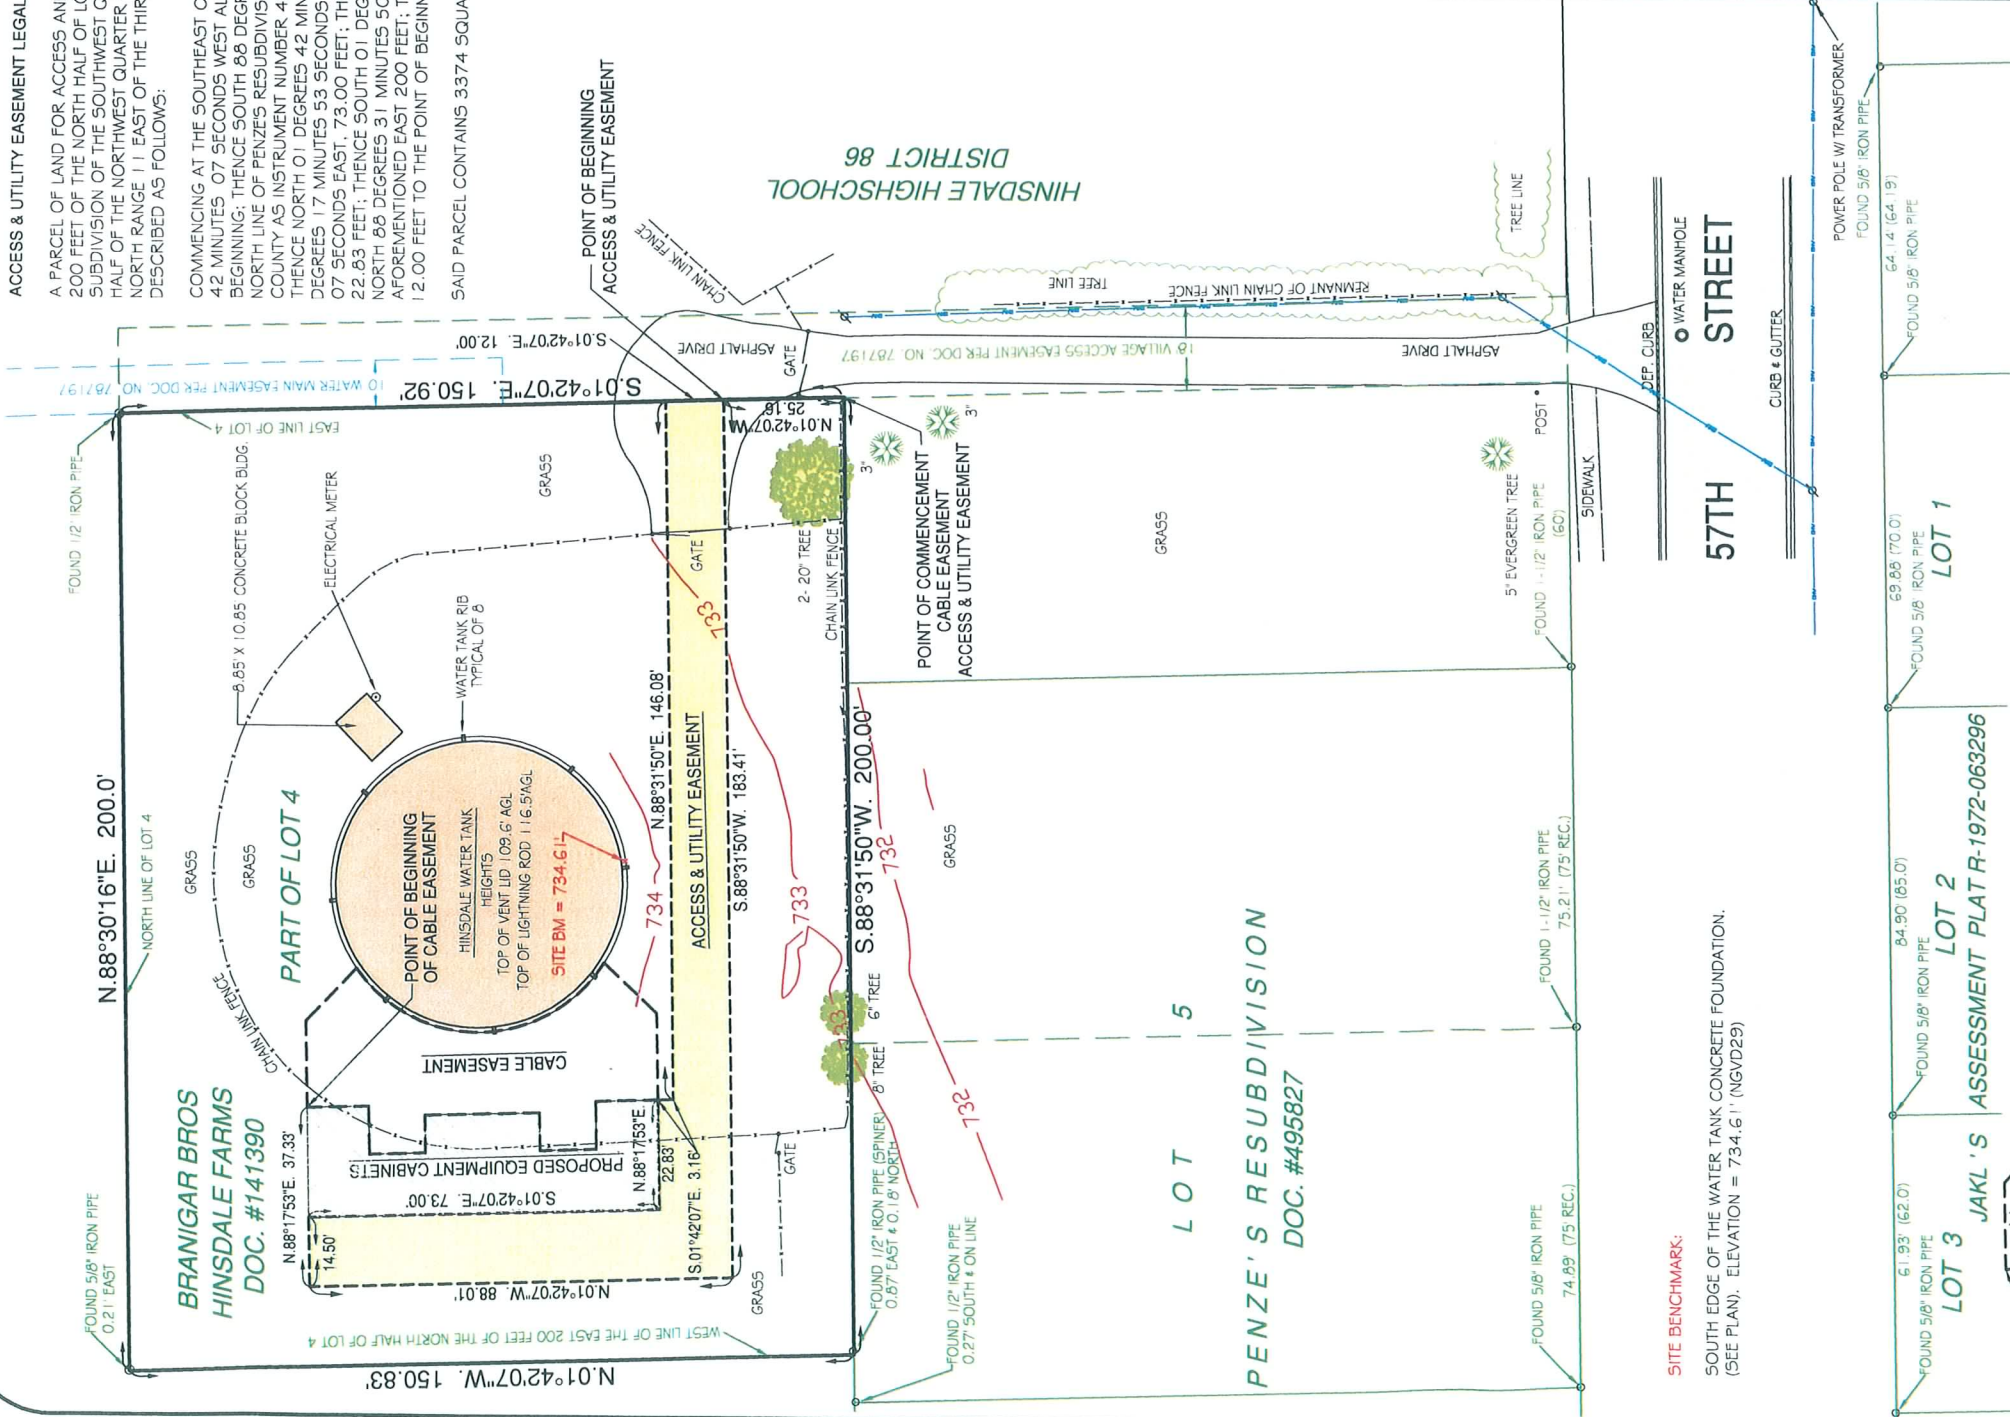 ACCESS & UTILITY EASEMENT LEGAL
A PARCEL OF LAND FOR ACCESS AN
200 FEET OF THE NORTH HALF OF LO
SUBDIVISION OF THE SOUTHWEST Q
HALF OF THE NORTHWEST QUARTER
NORTH RANGE 11 EAST OF THE THIR
DESCRIBED AS FOLLOWS:
COMMENCING AT THE SOUTHEAST C
42 MINUTES 07 SECONDS WEST AL
BEGINNING; THENCE SOUTH 88 DEGR
NORTH LINE OF PENZE'S RESUBDIVIS
COUNTY AS INSTRUMENT NUMBER 4
THENCE NORTH 01 DEGREES 42 MIN
DEGREES 17 MINUTES 53 SECONDS
07 SECONDS EAST, 73.00 FEET; TH
22.83 FEET; THENCE SOUTH 01 DEG
NORTH 88 DEGREES 31 MINUTES 50
AFOREMENTIONED EAST 200 FEET; T
12.00 FEET TO THE POINT OF BEGINN
SAID PARCEL CONTAINS 3374 SQUA
POINT OF BEGINNING
ACCESS & UTILITY EASEMENT
HINSDALE HIGHSCHOOL
DISTRICT 86
CHAIN LINK FENCE
TREE LINE
REMNANT OF CHAIN LINK FENCE
TREE LINE
10 WATER MAIN EASEMENT PER DOC. NO. 787197
S.01°42'07"E. 12.00'
S.01°42'07"E. 150.92'
ASPHALT DRIVE
GATE
18' VILLAGE ACCESS EASEMENT PER DOC. NO. 787197
ASPHALT DRIVE
FOUND 1/2" IRON PIPE
N.88°30'16"E. 200.0'
NORTH LINE OF LOT 4
EAST LINE OF LOT 4
8.85' X 10.85 CONCRETE BLOCK BLDG.
ELECTRICAL METER
GRASS
WATER TANK RIB
TYPICAL OF 8
GATE
N.01°42'07"W.
25.16'
2- 20" TREE
CHAIN LINK FENCE
3"
3"
POINT OF COMMENCEMENT
CABLE EASEMENT
ACCESS & UTILITY EASEMENT
GRASS
GRASS
PART OF LOT 4
CHAIN LINK FENCE
POINT OF BEGINNING
OF CABLE EASEMENT
HINSDALE WATER TANK
HEIGHTS
TOP OF VENT LID 109.6' AGL
TOP OF LIGHTNING ROD 116.5'AGL
SITE BM = 734.61'
734
N.88°31'50"E. 146.08'
ACCESS & UTILITY EASEMENT
S.88°31'50"W. 183.41'
733
733
733
S.88°31'50"W. 200.00'
732
732
6" TREE
8" TREE
GRASS
CABLE EASEMENT
PROPOSED EQUIPMENT CABINETS
S.01°42'07"E. 73.00'
N.88°17'53"E.
22.83'
S.01°42'07"E. 3.16'
N.88°17'53"E. 37.33'
14.50'
N.01°42'07"W. 88.01'
GATE
GRASS
BRANIGAR BROS
HINSDALE FARMS
DOC. #141390
FOUND 5/8" IRON PIPE
0.21' EAST
WEST LINE OF THE EAST 200 FEET OF THE NORTH HALF OF LOT 4
N.01°42'07"W. 150.83'
FOUND 1/2" IRON PIPE (SPINER)
0.87' EAST & 0.18' NORTH
FOUND 1/2" IRON PIPE
0.27' SOUTH & ON LINE
GRASS
5" EVERGREEN TREE
POST
FOUND 1-1/2" IRON PIPE
(60')
LOT 5
PENZE'S RESUBDIVISION
DOC. #495827
FOUND 1-1/2" IRON PIPE
75.21' (75' REC.)
FOUND 5/8" IRON PIPE
74.89' (75' REC.)
SIDEWALK
DEP. CURB
WATER MANHOLE
57TH STREET
CURB & GUTTER
POWER POLE W/ TRANSFORMER
SITE BENCHMARK:
SOUTH EDGE OF THE WATER TANK CONCRETE FOUNDATION.
(SEE PLAN). ELEVATION = 734.61' (NGVD29)
FOUND 5/8" IRON PIPE
64.14' (64.19')
FOUND 5/8" IRON PIPE
69.88' (70.0')
FOUND 5/8" IRON PIPE
LOT 1
84.90' (85.0')
FOUND 5/8" IRON PIPE
LOT 2
61.93' (62.0')
FOUND 5/8" IRON PIPE
LOT 3
JAKL'S ASSESSMENT PLAT R-1972-063296